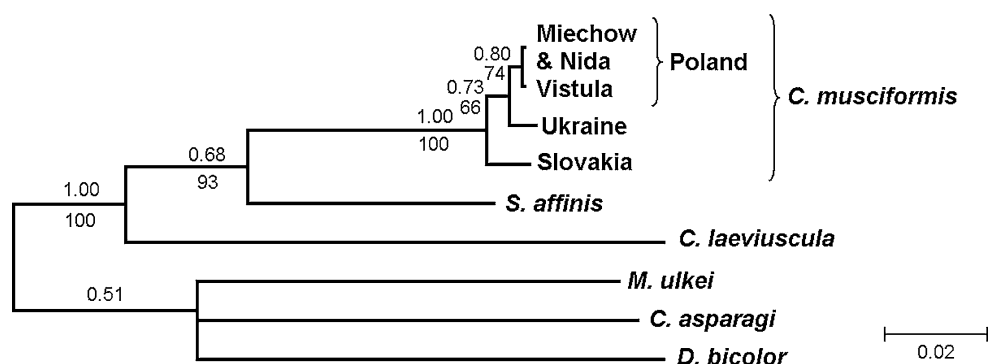 Miechow
0.80
& Nida
Poland
74
0.73
Vistula
C. musciformis
66
1.00
Ukraine
100
0.68
Slovakia
93
1.00
S. affinis
100
C. laeviuscula
M. ulkei
0.51
C. asparagi
0.02
D. bicolor